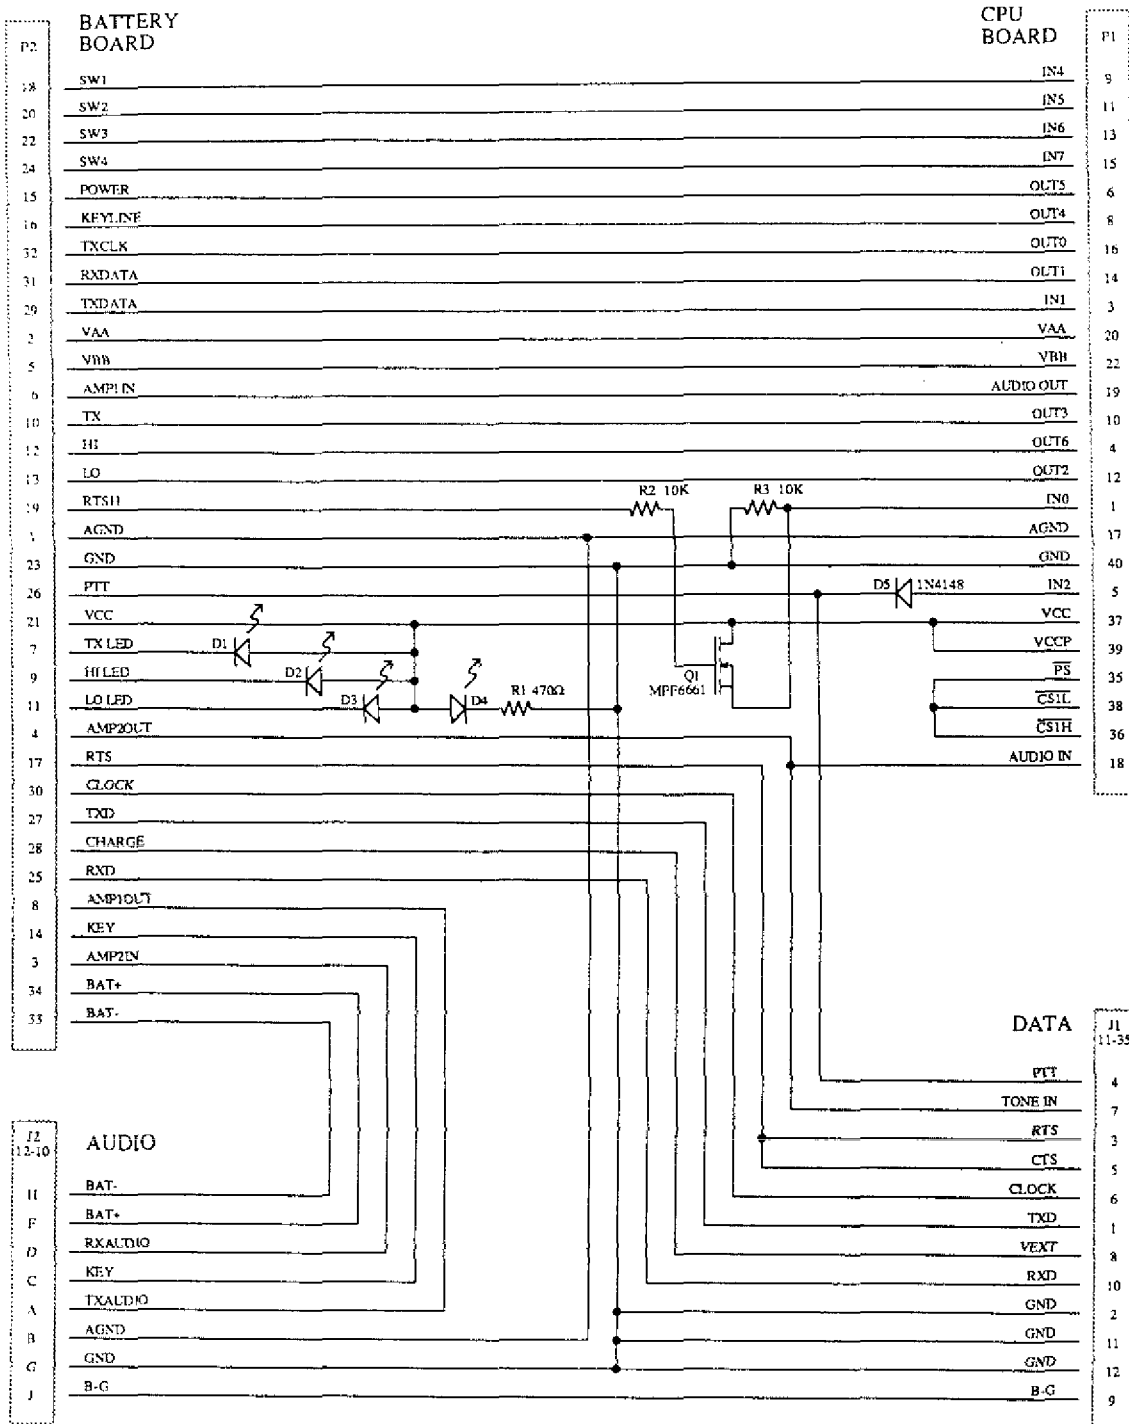 BATTERY BOARD
CPU BOARD
P2
P1
18 SW1 IN4 9
20 SW2 IN5 11
22 SW3 IN6 13
24 SW4 IN7 15
15 POWER OUT5 6
16 KEYLINE OUT4 8
32 TXCLK OUT0 16
31 RXDATA OUT1 14
29 TXDATA IN1 3
2 VAA VAA 20
5 VBB VBB 22
6 AMP1IN AUDIO OUT 19
10 TX OUT3 10
12 HI OUT6 4
13 LO OUT2 12
R2 10K R3 10K
19 RTSH IN0 1
AGND AGND 17
23 GND GND 40
26 PTT D5 1N4148 IN2 5
21 VCC VCC 37
7 TX LED D1 VCCP 39
9 HI LED D2 Q1 MPF6661 PS 35
11 LO LED D3 D4 R1 470Ω CS1L 38
4 AMP2OUT CS1H 36
17 RTS AUDIO IN 18
30 CLOCK
27 TXD
28 CHARGE
25 RXD
8 AMP1OUT
14 KEY
3 AMP2IN
34 BAT+
33 BAT-
DATA J1 11-35
PTT 4
TONE IN 7
RTS 3
CTS 5
CLOCK 6
TXD 1
VEXT 8
RXD 10
GND 2
GND 11
GND 12
B-G 9
J2 12-10 AUDIO
H BAT-
F BAT+
D RXAUDIO
C KEY
A TXAUDIO
B AGND
G GND
J B-G